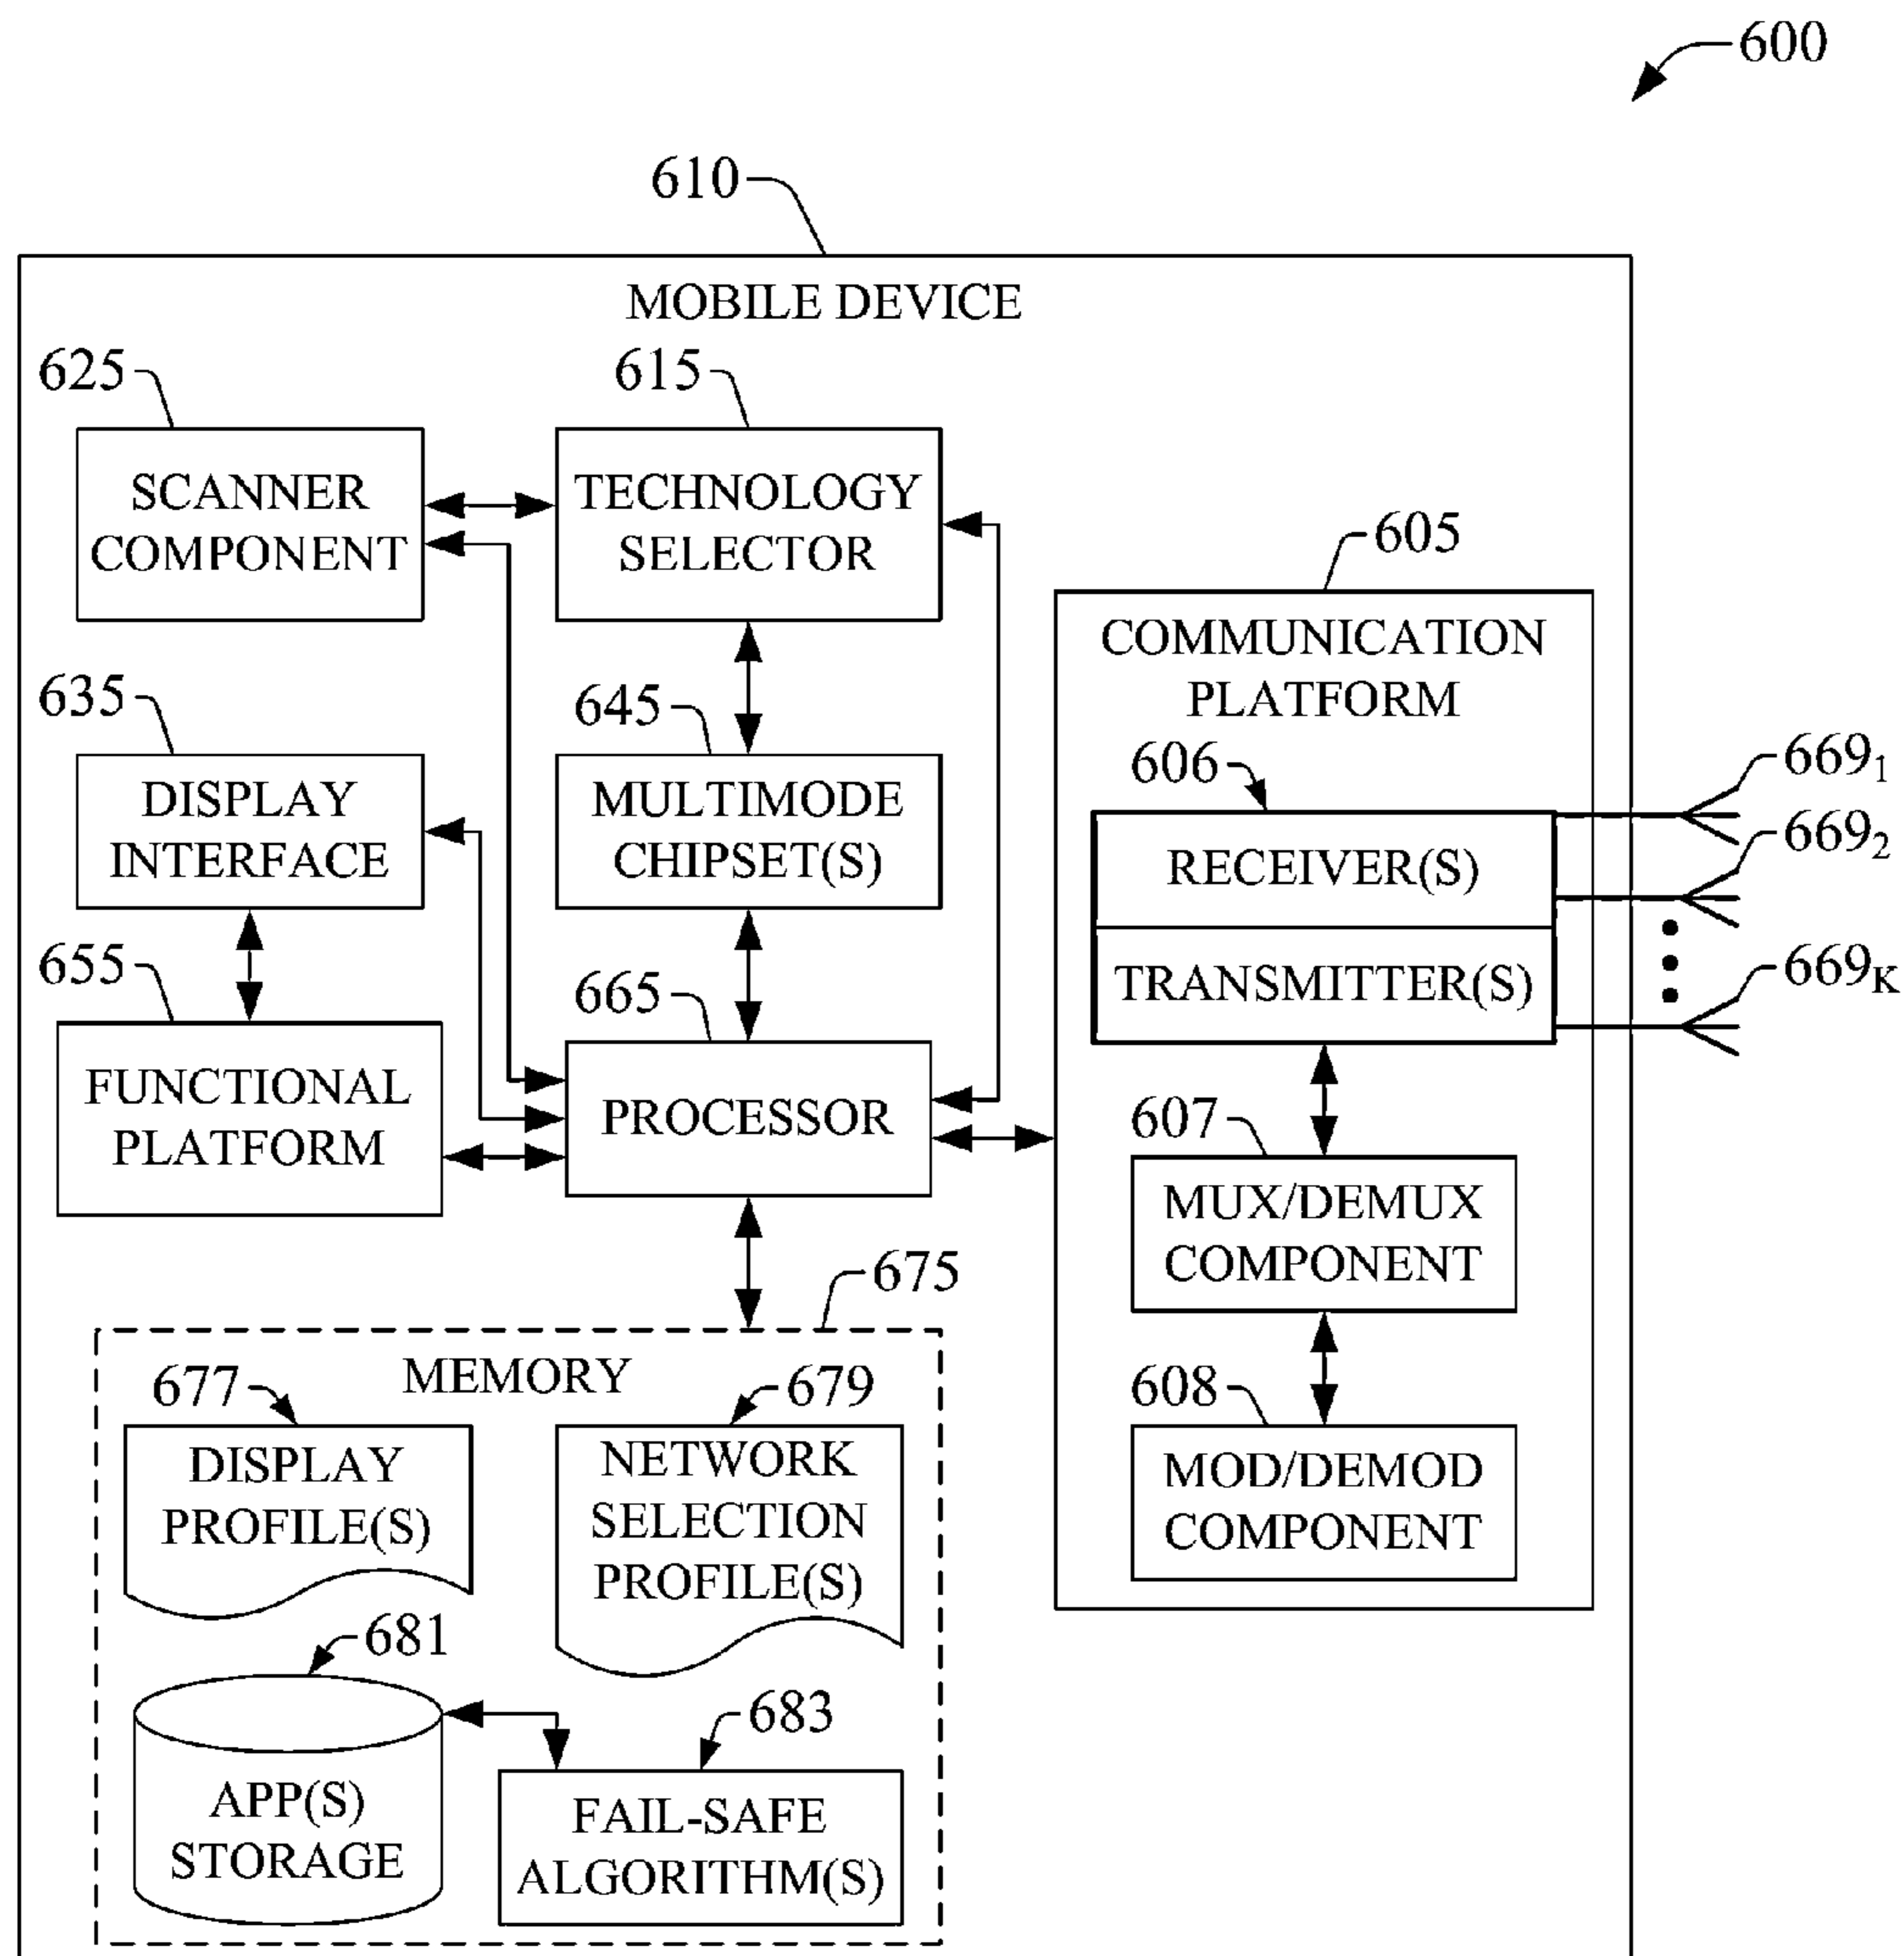 600
610
MOBILE DEVICE
625
615
SCANNER
COMPONENT
TECHNOLOGY
SELECTOR
605
COMMUNICATION
PLATFORM
635
645
606
669₁
DISPLAY
INTERFACE
MULTIMODE
CHIPSET(S)
RECEIVER(S)
669₂
TRANSMITTER(S)
669K
655
665
FUNCTIONAL
PLATFORM
PROCESSOR
607
MUX/DEMUX
COMPONENT
675
MEMORY
677
679
608
DISPLAY
PROFILE(S)
NETWORK
SELECTION
PROFILE(S)
MOD/DEMOD
COMPONENT
681
683
APP(S)
STORAGE
FAIL-SAFE
ALGORITHM(S)